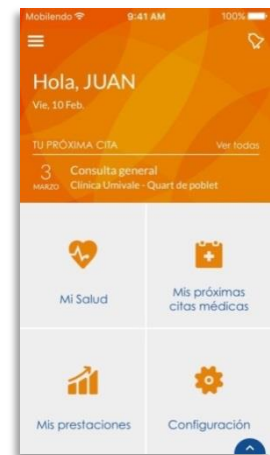 Mobilendo 9:41 AM 100%
Hola, JUAN
Vie, 10 Feb.
TU PRÓXIMA CITA Ver todas
3 Consulta general
MARZO Clínica Umivale - Quart de poblet
Mi Salud
Mis próximas
citas médicas
Mis prestaciones
Configuración